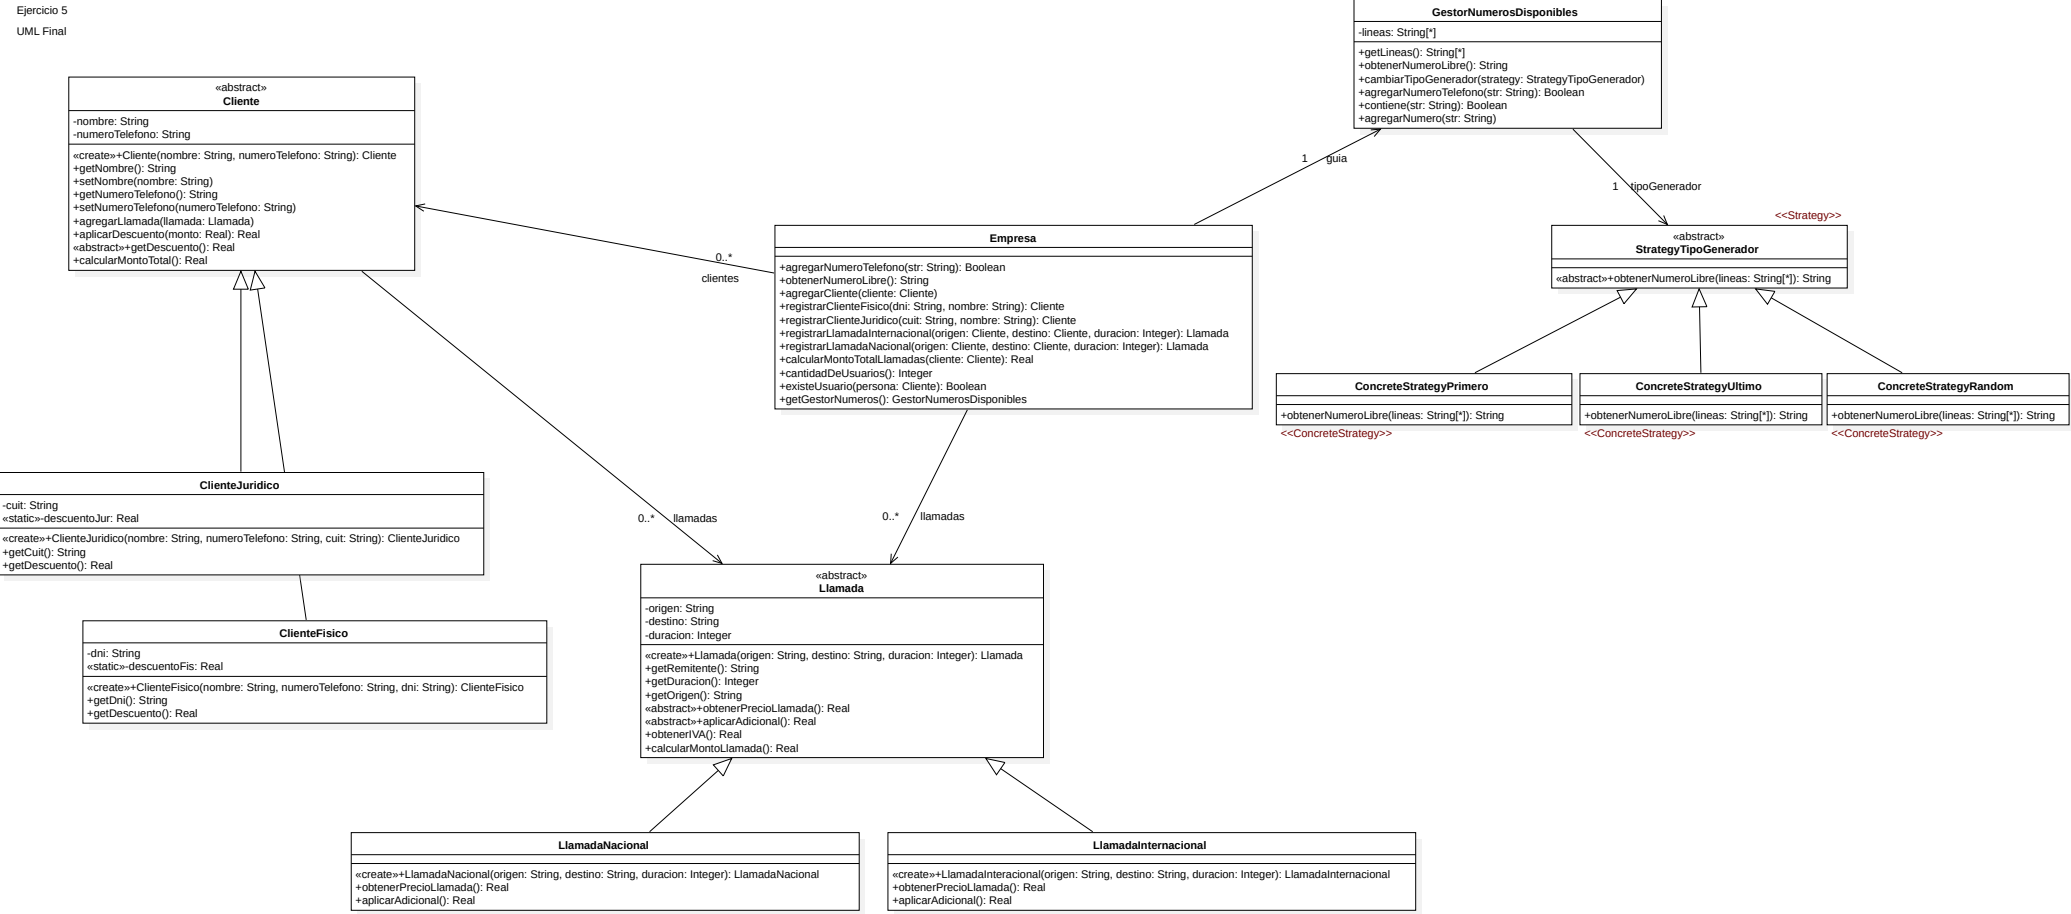 Ejercicio 5
UML Final
GestorNumerosDisponibles
-lineas: String[*]
+getLineas(): String[*]
+obtenerNumeroLibre(): String
+cambiarTipoGenerador(strategy: StrategyTipoGenerador)
+agregarNumeroTelefono(str: String): Boolean
+contiene(str: String): Boolean
+agregarNumero(str: String)
«abstract»
Cliente
-nombre: String
-numeroTelefono: String
«create»+Cliente(nombre: String, numeroTelefono: String): Cliente
+getNombre(): String
+setNombre(nombre: String)
+getNumeroTelefono(): String
+setNumeroTelefono(numeroTelefono: String)
+agregarLlamada(llamada: Llamada)
+aplicarDescuento(monto: Real): Real
«abstract»+getDescuento(): Real
+calcularMontoTotal(): Real
1 guia
1 tipoGenerador
0..*
clientes
Empresa
+agregarNumeroTelefono(str: String): Boolean
+obtenerNumeroLibre(): String
+agregarCliente(cliente: Cliente)
+registrarClienteFisico(dni: String, nombre: String): Cliente
+registrarClienteJuridico(cuit: String, nombre: String): Cliente
+registrarLlamadaInternacional(origen: Cliente, destino: Cliente, duracion: Integer): Llamada
+registrarLlamadaNacional(origen: Cliente, destino: Cliente, duracion: Integer): Llamada
+calcularMontoTotalLlamadas(cliente: Cliente): Real
+cantidadDeUsuarios(): Integer
+existeUsuario(persona: Cliente): Boolean
+getGestorNumeros(): GestorNumerosDisponibles
<<Strategy>>
«abstract»
StrategyTipoGenerador
«abstract»+obtenerNumeroLibre(lineas: String[*]): String
ConcreteStrategyPrimero
+obtenerNumeroLibre(lineas: String[*]): String
<<ConcreteStrategy>>
ConcreteStrategyUltimo
+obtenerNumeroLibre(lineas: String[*]): String
<<ConcreteStrategy>>
ConcreteStrategyRandom
+obtenerNumeroLibre(lineas: String[*]): String
<<ConcreteStrategy>>
ClienteJuridico
-cuit: String
«static»-descuentoJur: Real
«create»+ClienteJuridico(nombre: String, numeroTelefono: String, cuit: String): ClienteJuridico
+getCuit(): String
+getDescuento(): Real
0..* llamadas
0..* llamadas
ClienteFisico
-dni: String
«static»-descuentoFis: Real
«create»+ClienteFisico(nombre: String, numeroTelefono: String, dni: String): ClienteFisico
+getDni(): String
+getDescuento(): Real
«abstract»
Llamada
-origen: String
-destino: String
-duracion: Integer
«create»+Llamada(origen: String, destino: String, duracion: Integer): Llamada
+getRemitente(): String
+getDuracion(): Integer
+getOrigen(): String
«abstract»+obtenerPrecioLlamada(): Real
«abstract»+aplicarAdicional(): Real
+obtenerIVA(): Real
+calcularMontoLlamada(): Real
LlamadaNacional
«create»+LlamadaNacional(origen: String, destino: String, duracion: Integer): LlamadaNacional
+obtenerPrecioLlamada(): Real
+aplicarAdicional(): Real
LlamadaInternacional
«create»+LlamadaInteracional(origen: String, destino: String, duracion: Integer): LlamadaInternacional
+obtenerPrecioLlamada(): Real
+aplicarAdicional(): Real